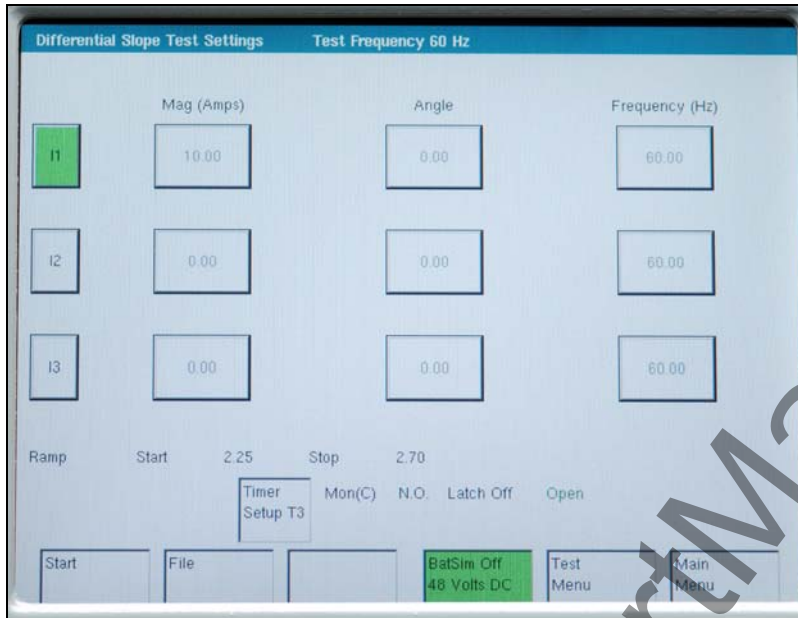 Differential Slope Test Settings Test Frequency 60 Hz
Mag (Amps) Angle Frequency (Hz)
I1 10.00 0.00 60.00
I2 0.00 0.00 60.00
I3 0.00 0.00 60.00
Ramp Start 2.25 Stop 2.70
Timer Setup T3 Mon(C) N.O. Latch Off Open
Start File BatSim Off Test Main
48 Volts DC Menu Menu